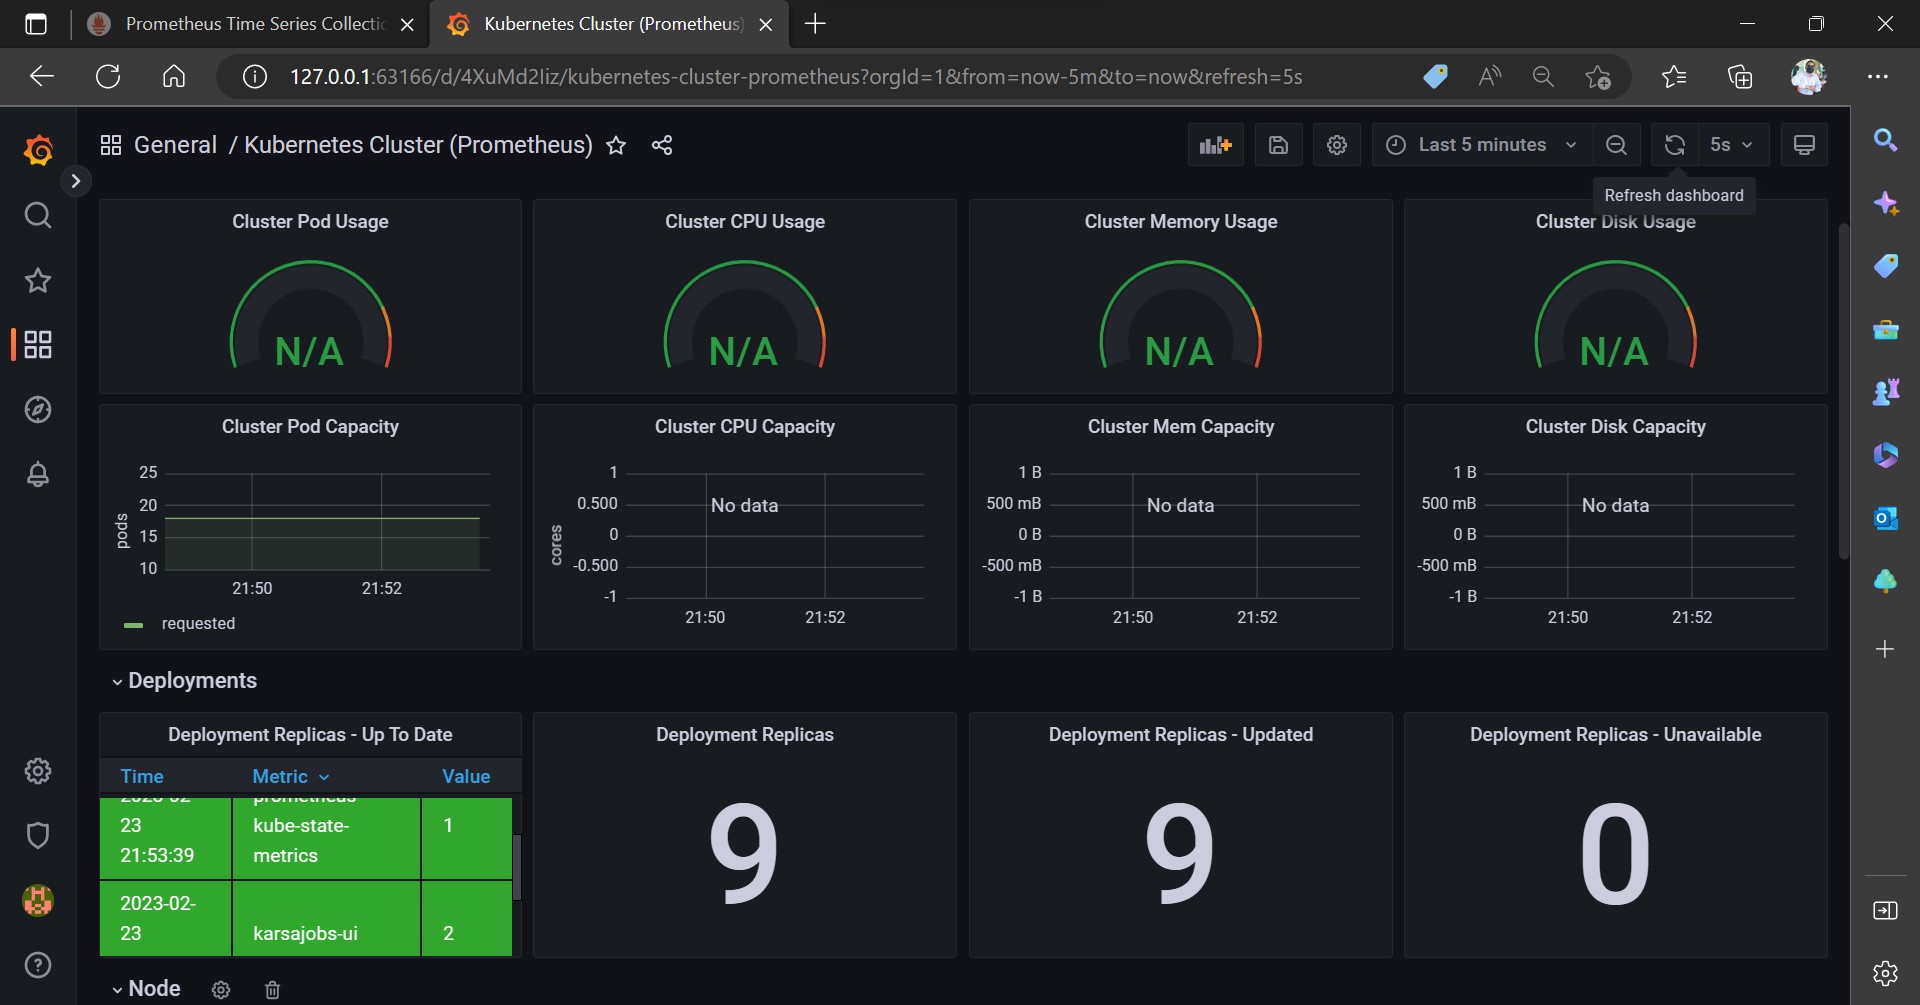 Prometheus Time Series Collectio
Kubernetes Cluster (Prometheus)
127.0.0.1:63166/d/4XuMd2Iiz/kubernetes-cluster-prometheus?orgId=1&from=now-5m&to=now&refresh=5s
General / Kubernetes Cluster (Prometheus)
Last 5 minutes
5s
Refresh dashboard
Cluster Pod Usage
Cluster CPU Usage
Cluster Memory Usage
Cluster Disk Usage
N/A
N/A
N/A
N/A
Cluster Pod Capacity
25
20
15
10
pods
21:50
21:52
requested
Cluster CPU Capacity
1
0.500
0
-0.500
-1
cores
No data
21:50
21:52
Cluster Mem Capacity
1 B
500 mB
0 B
-500 mB
-1 B
No data
21:50
21:52
Cluster Disk Capacity
1 B
500 mB
0 B
-500 mB
-1 B
No data
21:50
21:52
Deployments
Deployment Replicas - Up To Date
Time Metric Value
2023-02-
23
21:53:39
prometheus-
kube-state-
metrics
1
2023-02-
23
karsajobs-ui
2
Deployment Replicas
9
Deployment Replicas - Updated
9
Deployment Replicas - Unavailable
0
Node